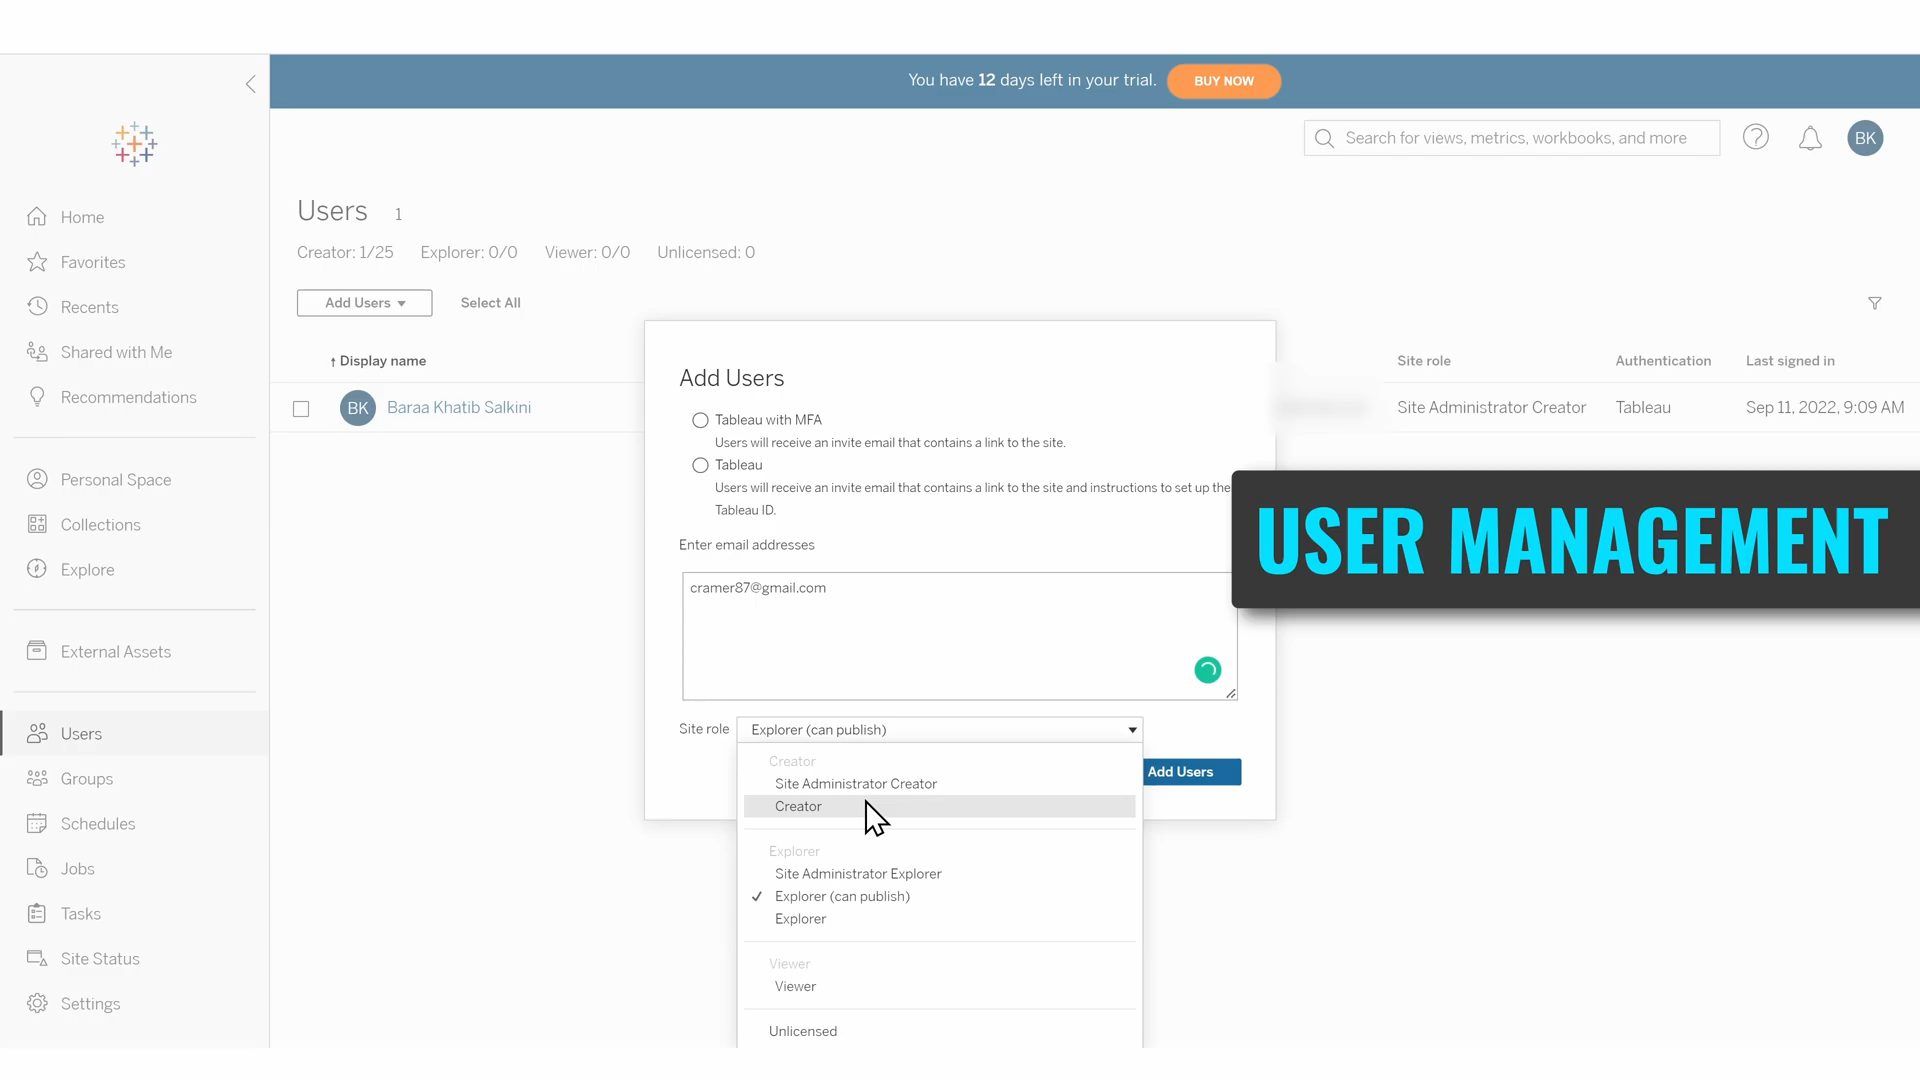 You have 12 days left in your trial. BUY NOW
Search for views, metrics, workbooks, and more
BK
Home
Favorites
Recents
Shared with Me
Recommendations
Personal Space
Collections
Explore
External Assets
Users
Groups
Schedules
Jobs
Tasks
Site Status
Settings
Users 1
Creator: 1/25 Explorer: 0/0 Viewer: 0/0 Unlicensed: 0
Add Users Select All
Display name Site role Authentication Last signed in
BK Baraa Khatib Salkini Site Administrator Creator Tableau Sep 11, 2022, 9:09 AM
Add Users
Tableau with MFA
Users will receive an invite email that contains a link to the site.
Tableau
Users will receive an invite email that contains a link to the site and instructions to set up the
Tableau ID.
Enter email addresses
cramer87@gmail.com
Site role Explorer (can publish)
Creator
Site Administrator Creator
Creator
Explorer
Site Administrator Explorer
Explorer (can publish)
Explorer
Viewer
Viewer
Unlicensed
Add Users
USER MANAGEMENT